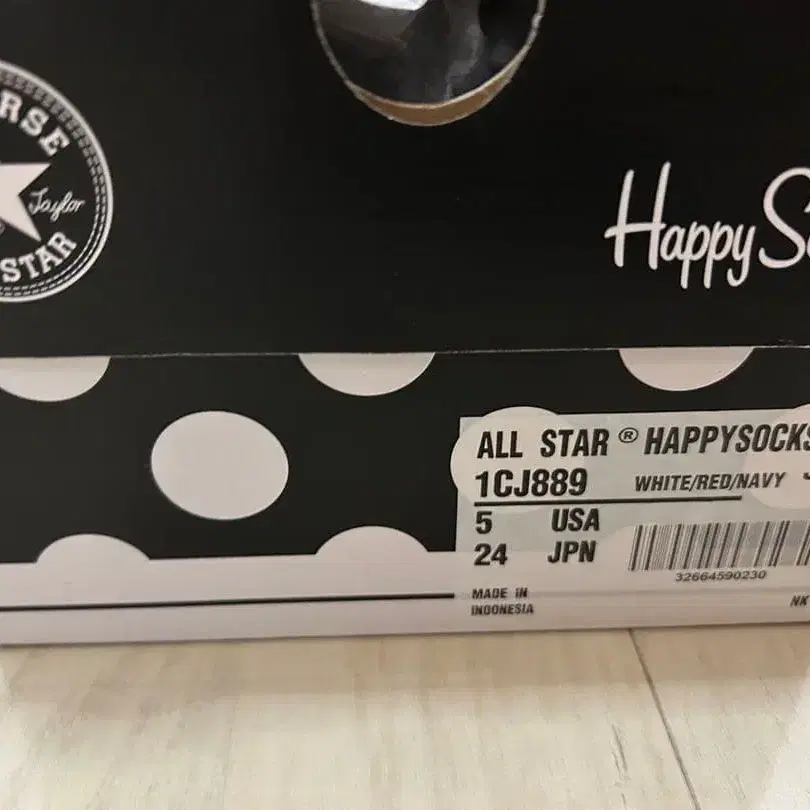 RSE
Taylor
STAR
Happy S
ALL STAR ® HAPPYSOCKS
1CJ889 WHITE/RED/NAVY
5 USA
24 JPN
32664590230
MADE IN
INDONESIA
NK